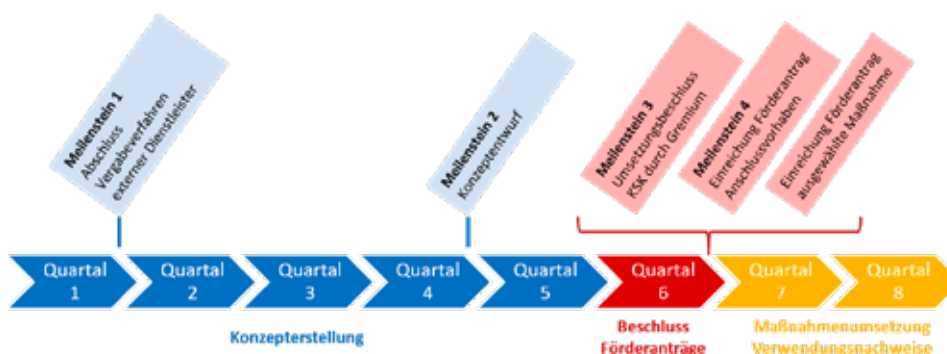 Meilenstein 1
Abschluss
Vergabeverfahren
externer Dienstleister
Meilenstein 2
Konzeptentwurf
Meilenstein 3
Umsetzungsbeschluss
KSK durch Gremium
Meilenstein 4
Einreichung Förderantrag
Anschlussvorhaben
Einreichung Förderantrag
ausgewählte Maßnahme
Quartal
1
Quartal
2
Quartal
3
Quartal
4
Quartal
5
Quartal
6
Quartal
7
Quartal
8
Konzepterstellung
Beschluss
Förderanträge
Maßnahmenumsetzung
Verwendungsnachweise